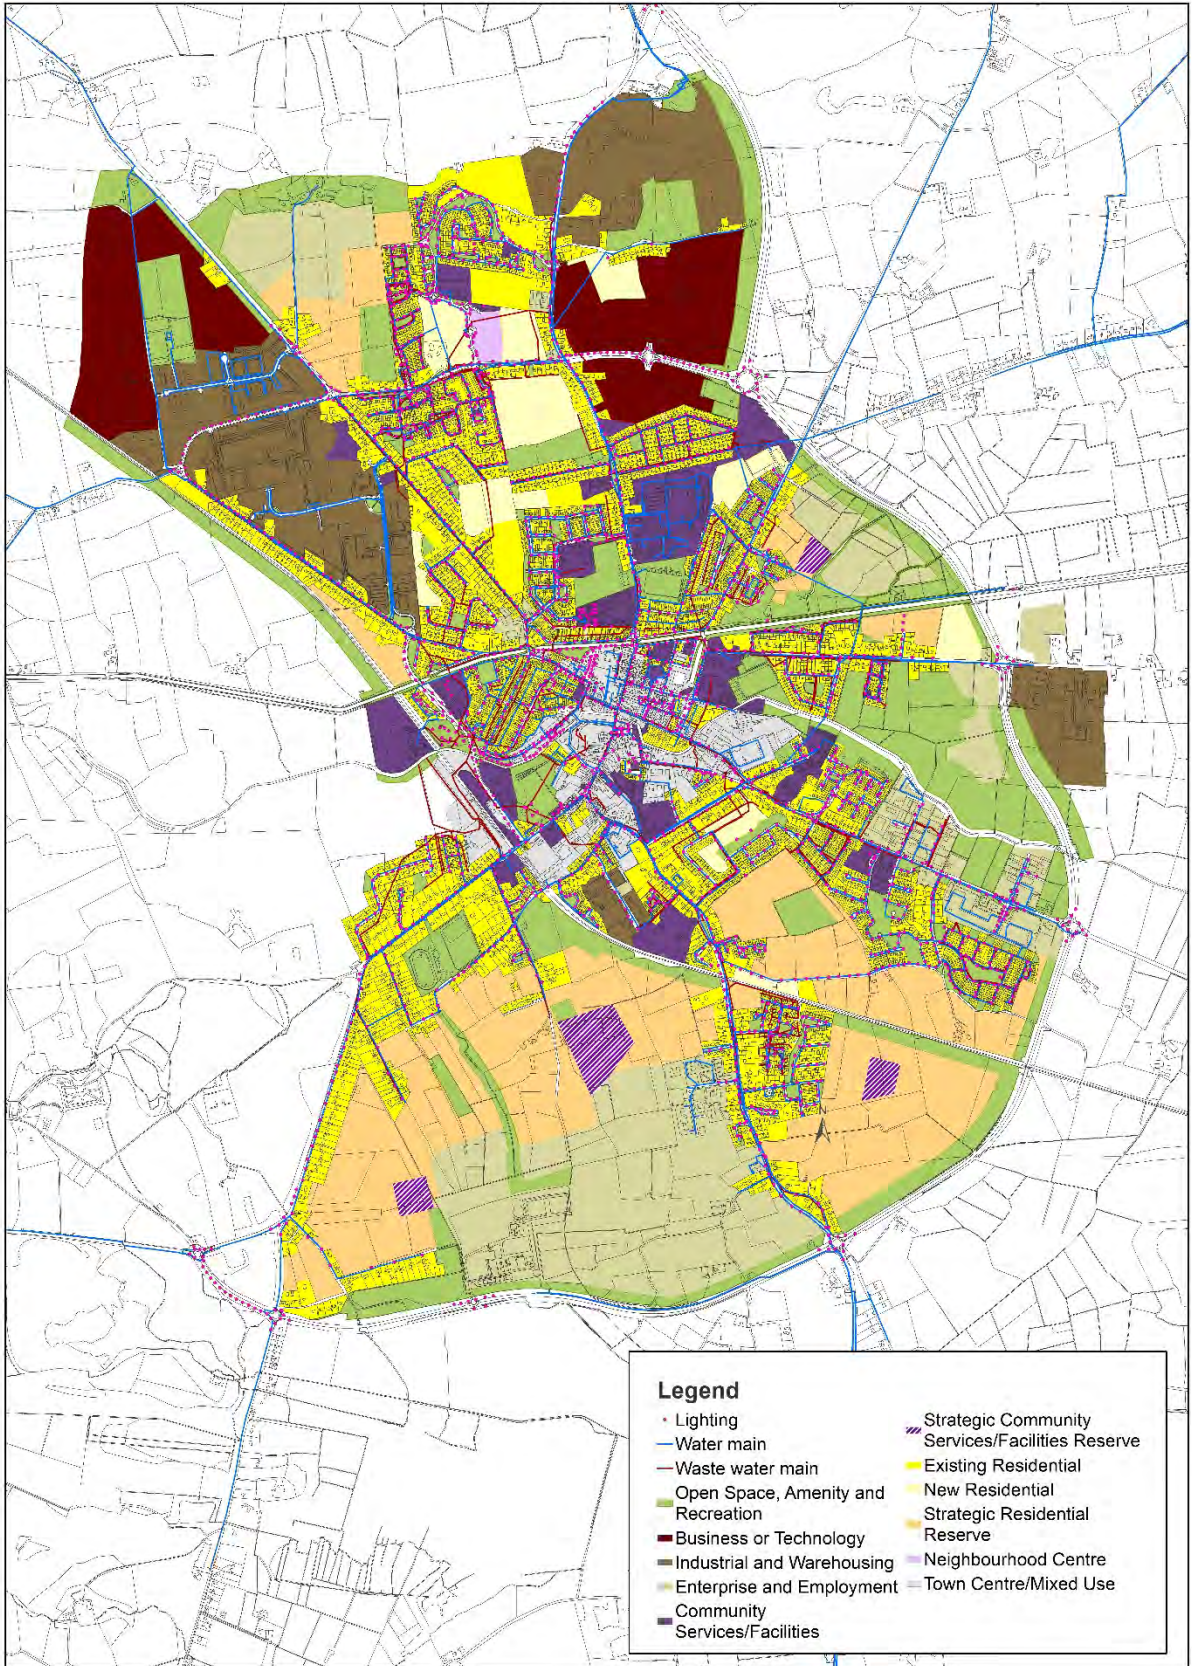 Legend
Lighting
Water main
Waste water main
Open Space, Amenity and
Recreation
Business or Technology
Industrial and Warehousing
Enterprise and Employment
Community
Services/Facilities
Strategic Community
Services/Facilities Reserve
Existing Residential
New Residential
Strategic Residential
Reserve
Neighbourhood Centre
Town Centre/Mixed Use